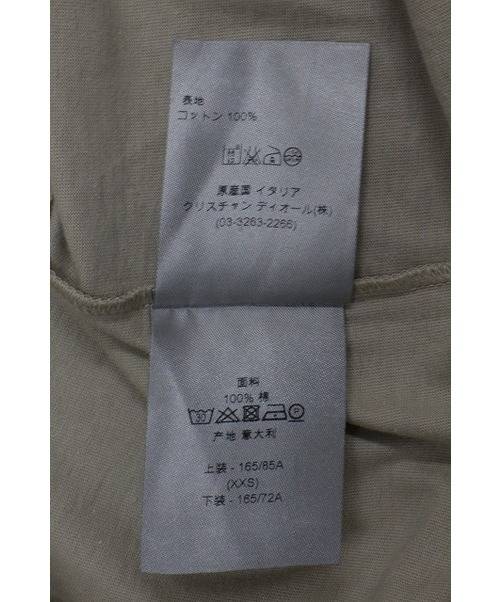 表地
コットン 100%
原産国 イタリア
クリスチャン ディオール(株)
(03-3263-2266)
面料
100% 棉
30
产地 意大利
上装 - 165/85A
(XXS)
下装 - 165/72A